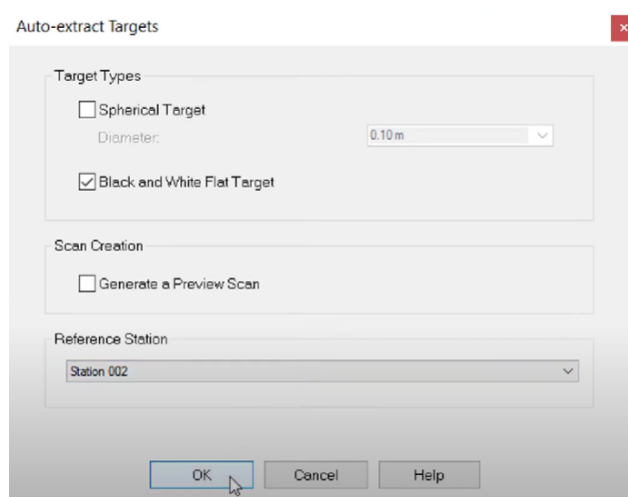 Auto-extract Targets
Target Types
Spherical Target
Diameter: 0.10 m
Black and White Flat Target
Scan Creation
Generate a Preview Scan
Reference Station
Station 002
OK Cancel Help